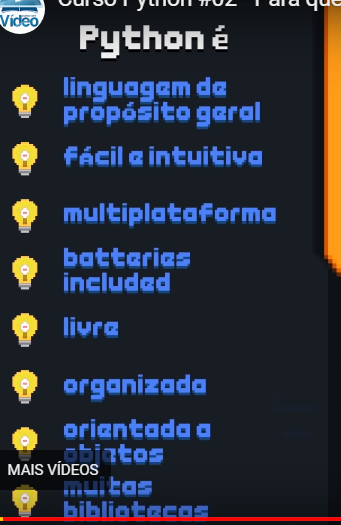 Vídeo
Curso Python #02 - Para que
Python é
linguagem de
propósito geral
fácil e intuitiva
multiplataforma
batteries
included
livre
organizada
orientada a
objetos
MAIS VÍDEOS
muitas
bibliotecas